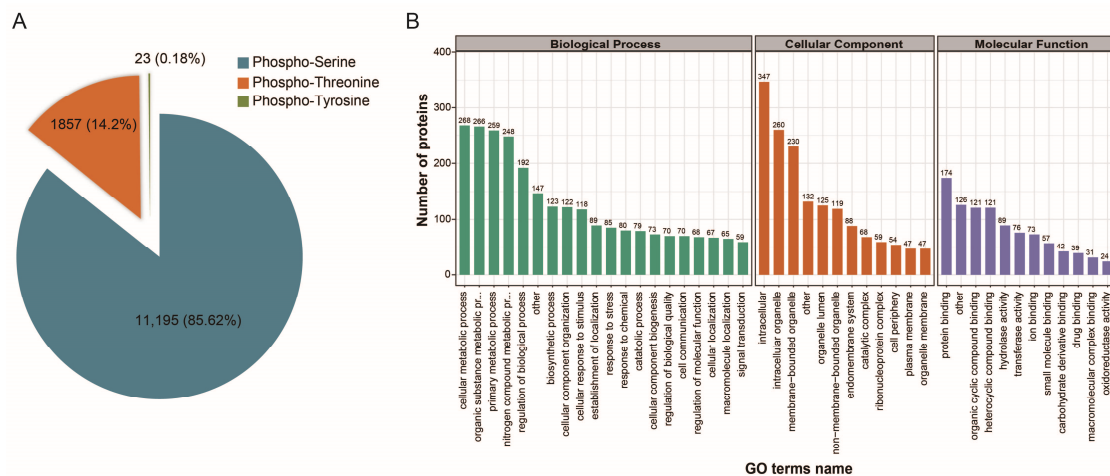 A
23 (0.18%)
Phospho-Serine
Phospho-Threonine
Phospho-Tyrosine
1857 (14.2%)
11,195 (85.62%)
B
Biological Process
Cellular Component
Molecular Function
Number of proteins
400
300
200
100
0
268
266
259
248
192
147
123
122
118
89
85
80
79
73
70
70
68
67
65
59
347
260
230
132
125
119
88
68
59
54
47
47
174
126
121
121
89
76
73
57
42
39
31
24
cellular metabolic process
organic substance metabolic pr...
primary metabolic process
nitrogen compound metabolic pr...
regulation of biological process
other
biosynthetic process
cellular component organization
cellular response to stimulus
establishment of localization
response to stress
response to chemical
catabolic process
cellular component biogenesis
regulation of biological quality
cell communication
regulation of molecular function
cellular localization
macromolecule localization
signal transduction
intracellular
intracellular organelle
membrane−bounded organelle
other
organelle lumen
non−membrane−bounded organelle
endomembrane system
catalytic complex
ribonucleoprotein complex
cell periphery
plasma membrane
organelle membrane
protein binding
other
organic cyclic compound binding
heterocyclic compound binding
hydrolase activity
transferase activity
ion binding
small molecule binding
carbohydrate derivative binding
drug binding
macromolecular complex binding
oxidoreductase activity
GO terms name